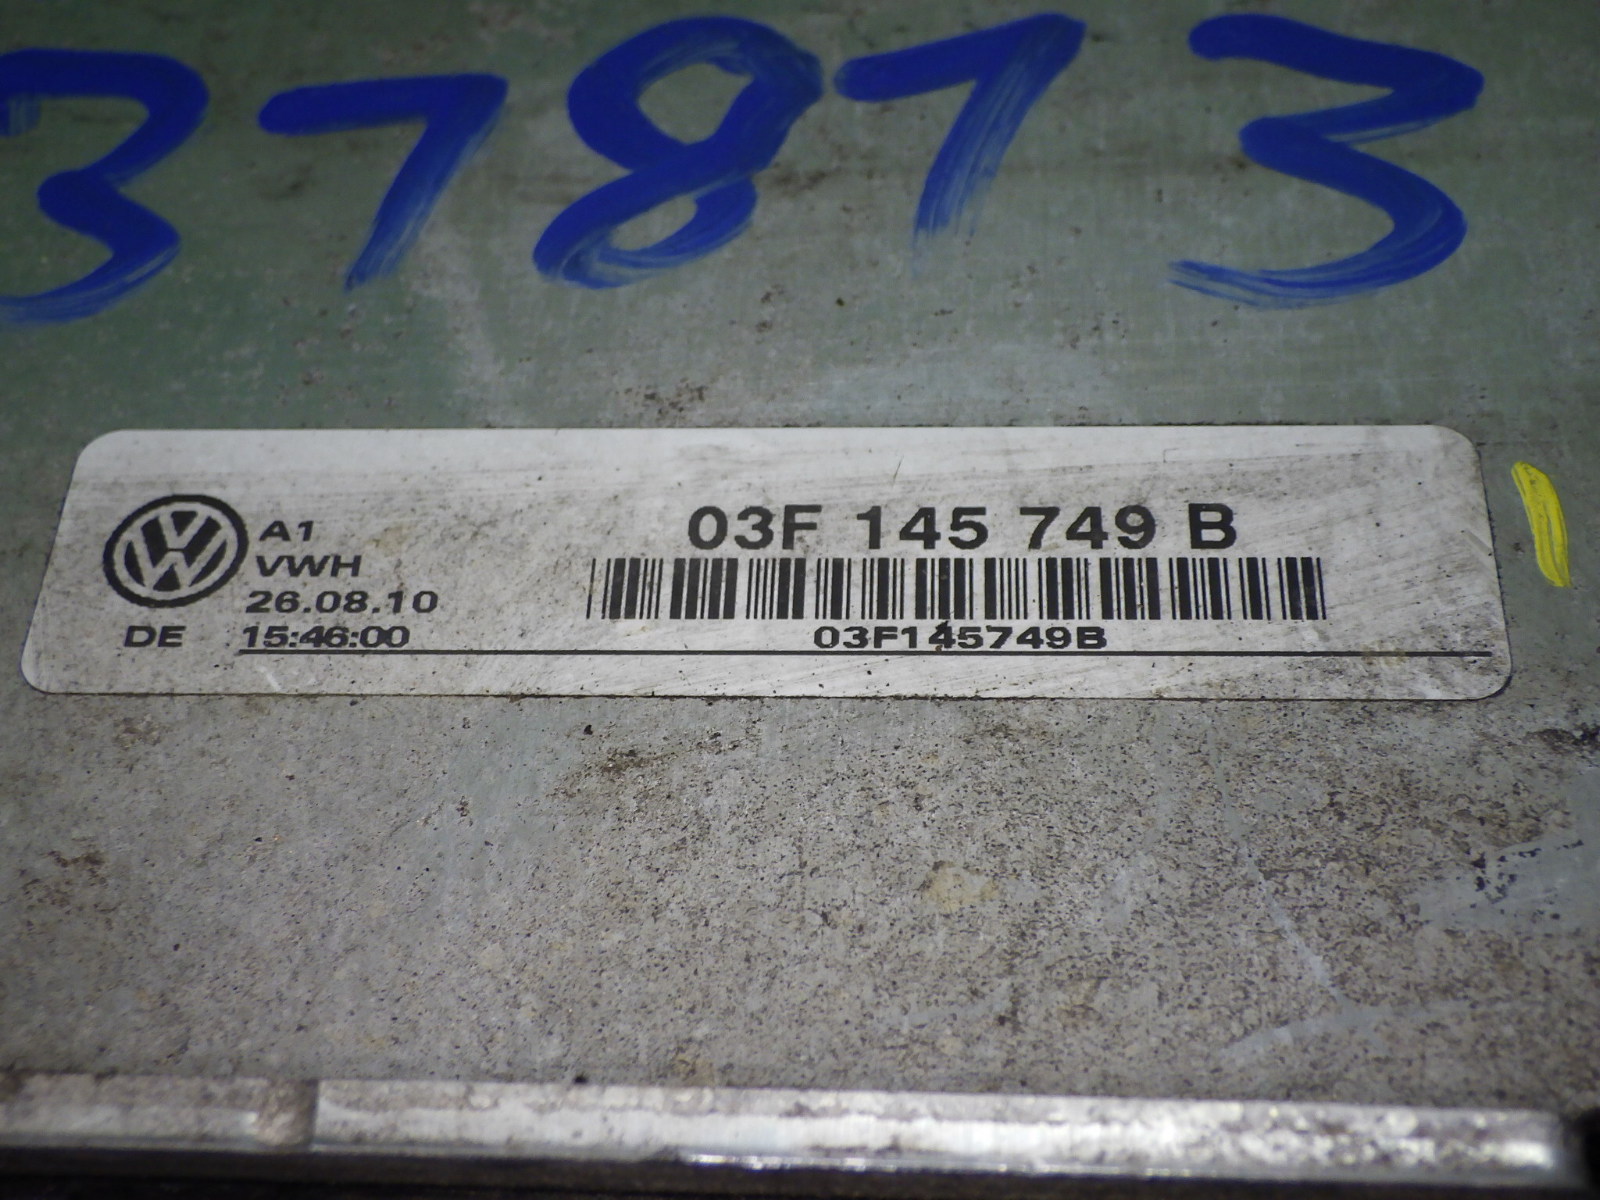 37873
03F 145 749 B
A1
VWH
26.08.10
DE 15:46:00
03F145749B